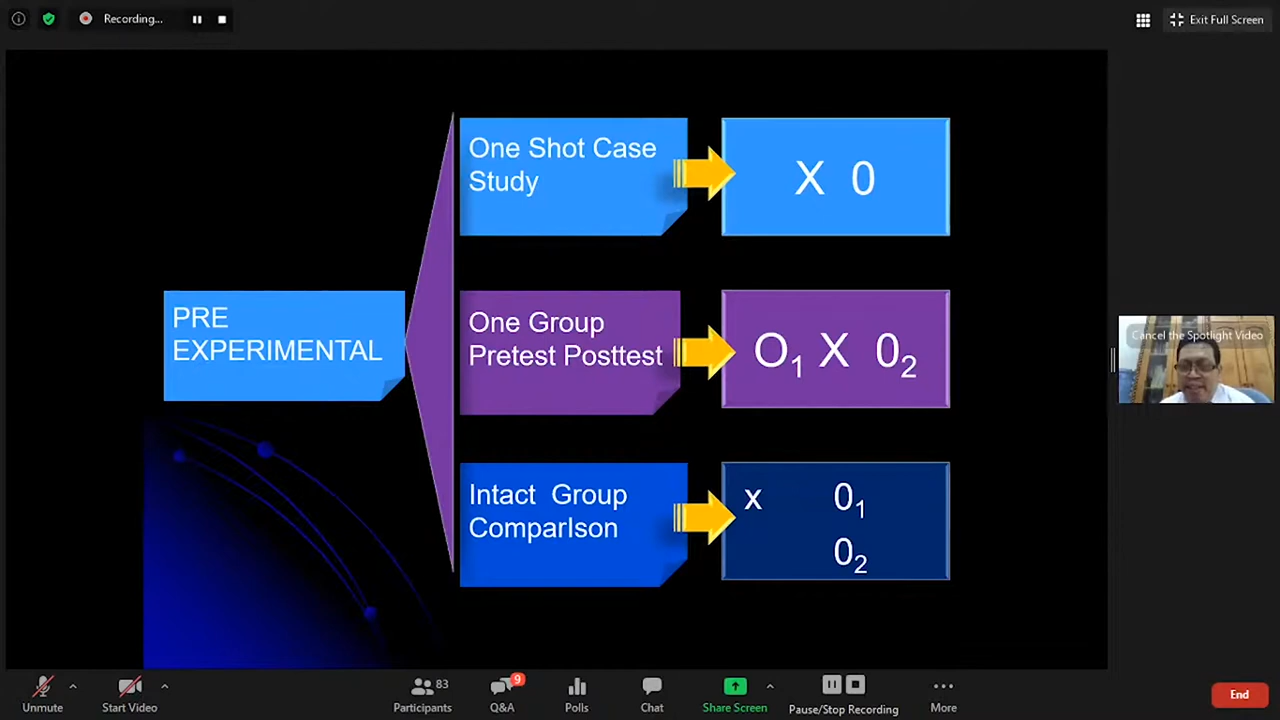 Recording...
Exit Full Screen
One Shot Case
Study
X 0
PRE
EXPERIMENTAL
One Group
Pretest Posttest
O₁ X 0₂
Cancel the Spotlight Video
Intact Group
ComparIson
x 0₁
0₂
Unmute
Start Video
83
Participants
9
Q&A
Polls
Chat
Share Screen
Pause/Stop Recording
More
End